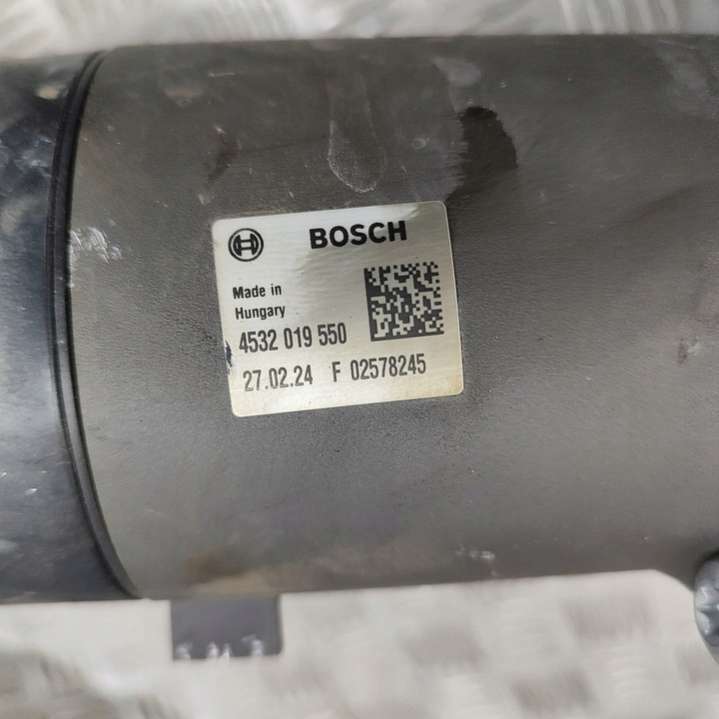 BOSCH
Made in
Hungary
4532 019 550
27.02.24 F 02578245